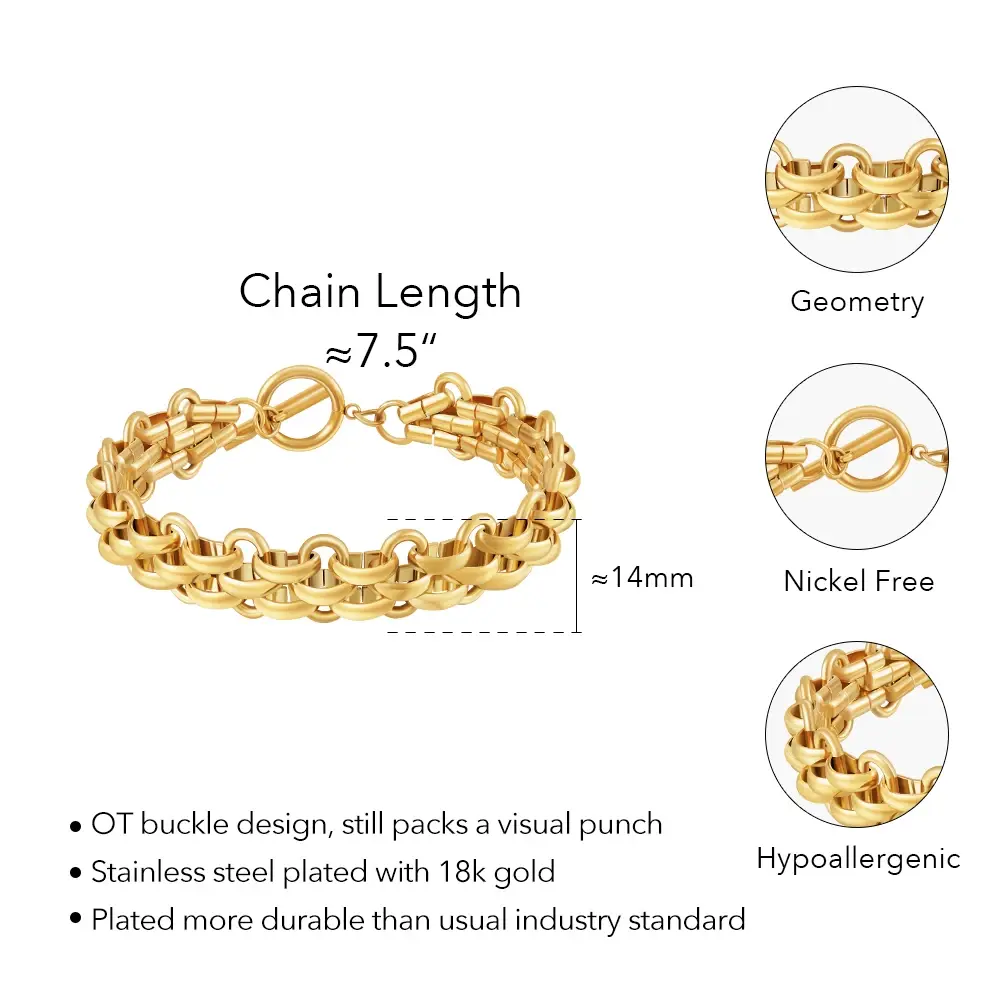 Chain Length
≈7.5“
≈14mm
Geometry
Nickel Free
Hypoallergenic
• OT buckle design, still packs a visual punch
• Stainless steel plated with 18k gold
• Plated more durable than usual industry standard